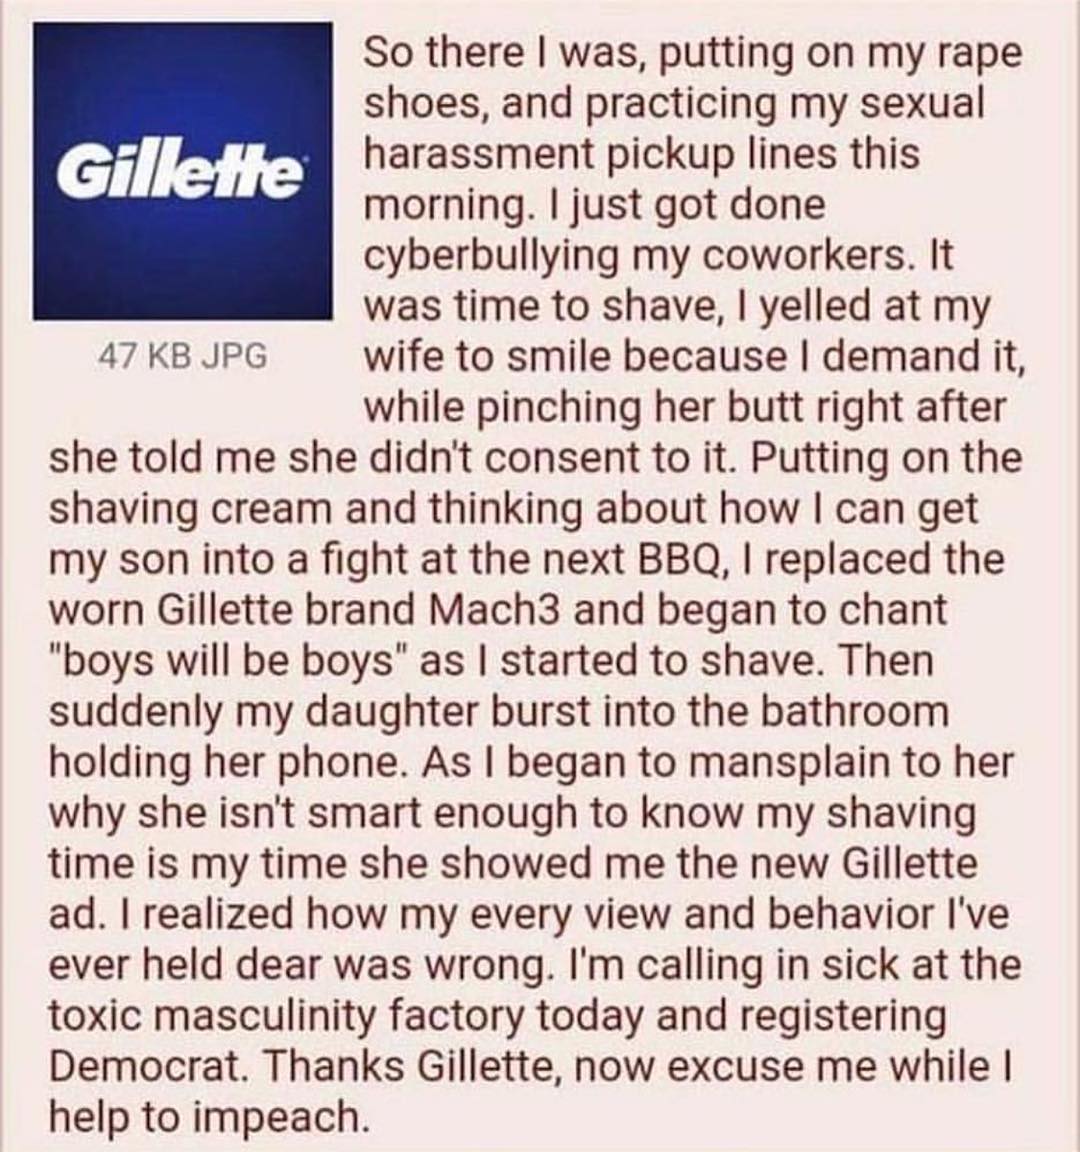 Gillette
47 KB JPG
So there I was, putting on my rape
shoes, and practicing my sexual
harassment pickup lines this
morning. I just got done
cyberbullying my coworkers. It
was time to shave, I yelled at my
wife to smile because I demand it,
while pinching her butt right after
she told me she didn't consent to it. Putting on the
shaving cream and thinking about how I can get
my son into a fight at the next BBQ, I replaced the
worn Gillette brand Mach3 and began to chant
"boys will be boys" as I started to shave. Then
suddenly my daughter burst into the bathroom
holding her phone. As I began to mansplain to her
why she isn't smart enough to know my shaving
time is my time she showed me the new Gillette
ad. I realized how my every view and behavior I've
ever held dear was wrong. I'm calling in sick at the
toxic masculinity factory today and registering
Democrat. Thanks Gillette, now excuse me while I
help to impeach.